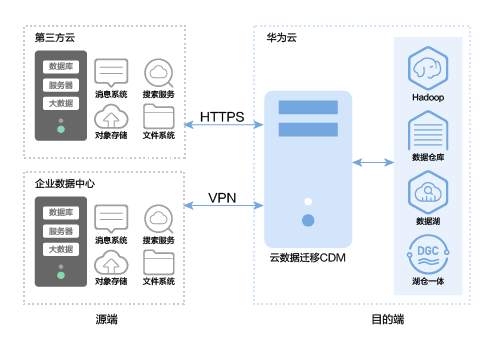 第三方云
数据库
服务器
大数据
消息系统
搜索服务
对象存储
文件系统
企业数据中心
数据库
服务器
大数据
消息系统
搜索服务
对象存储
文件系统
源端
HTTPS
VPN
华为云
云数据迁移CDM
Hadoop
数据仓库
数据湖
DGC
湖仓一体
目的端